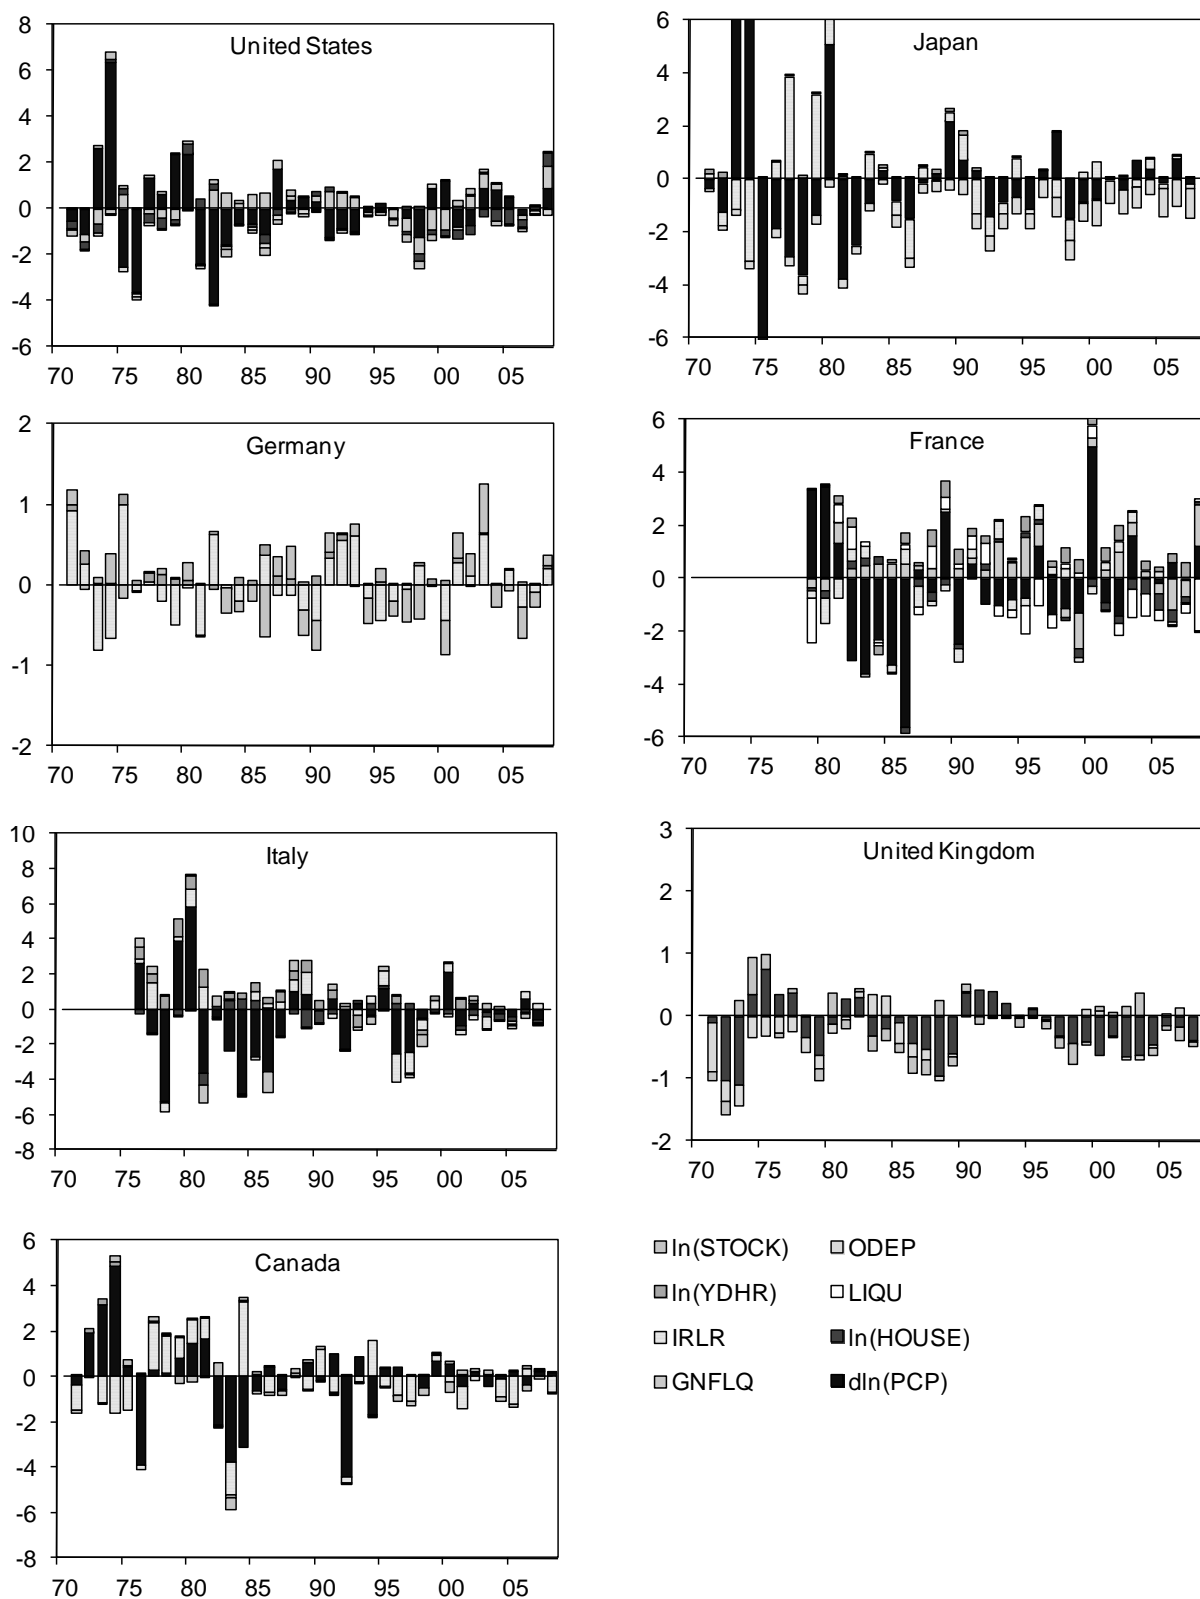 United States
8
6
4
2
0
-2
-4
-6
70 75 80 85 90 95 00 05
Japan
6
4
2
0
-2
-4
-6
70 75 80 85 90 95 00 05
Germany
2
1
0
-1
-2
70 75 80 85 90 95 00 05
France
6
4
2
0
-2
-4
-6
70 75 80 85 90 95 00 05
Italy
10
8
6
4
2
0
-2
-4
-6
-8
70 75 80 85 90 95 00 05
United Kingdom
3
2
1
0
-1
-2
70 75 80 85 90 95 00 05
Canada
6
4
2
0
-2
-4
-6
-8
70 75 80 85 90 95 00 05
ln(STOCK) ODEP
ln(YDHR) LIQU
IRLR ln(HOUSE)
GNFLQ dln(PCP)